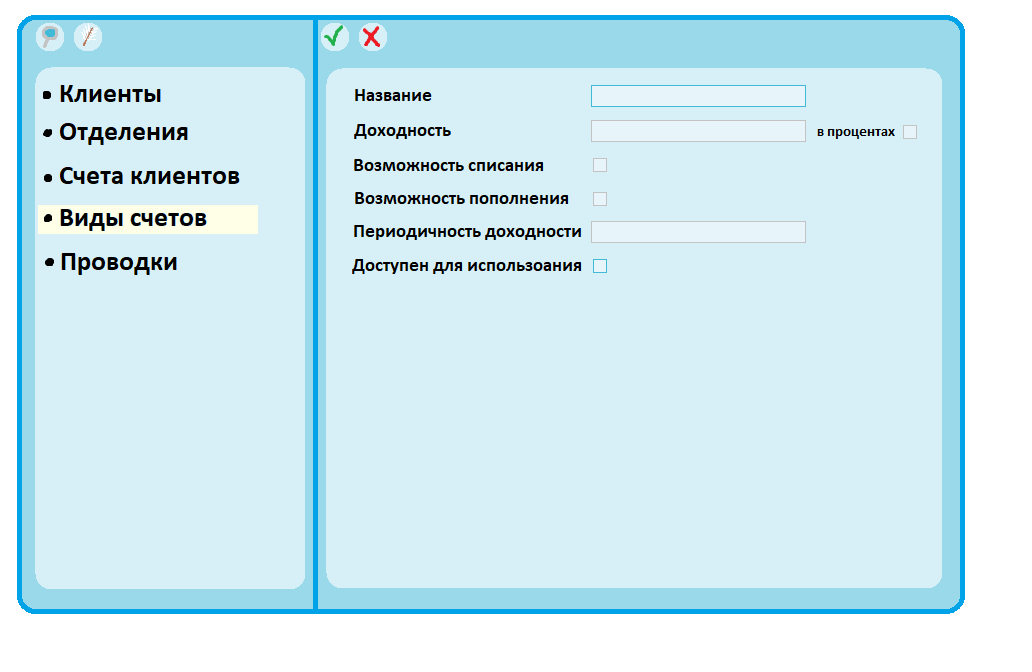 Клиенты
Отделения
Счета клиентов
Виды счетов
Проводки
Название
Доходность в процентах
Возможность списания
Возможность пополнения
Периодичность доходности
Доступен для использоания